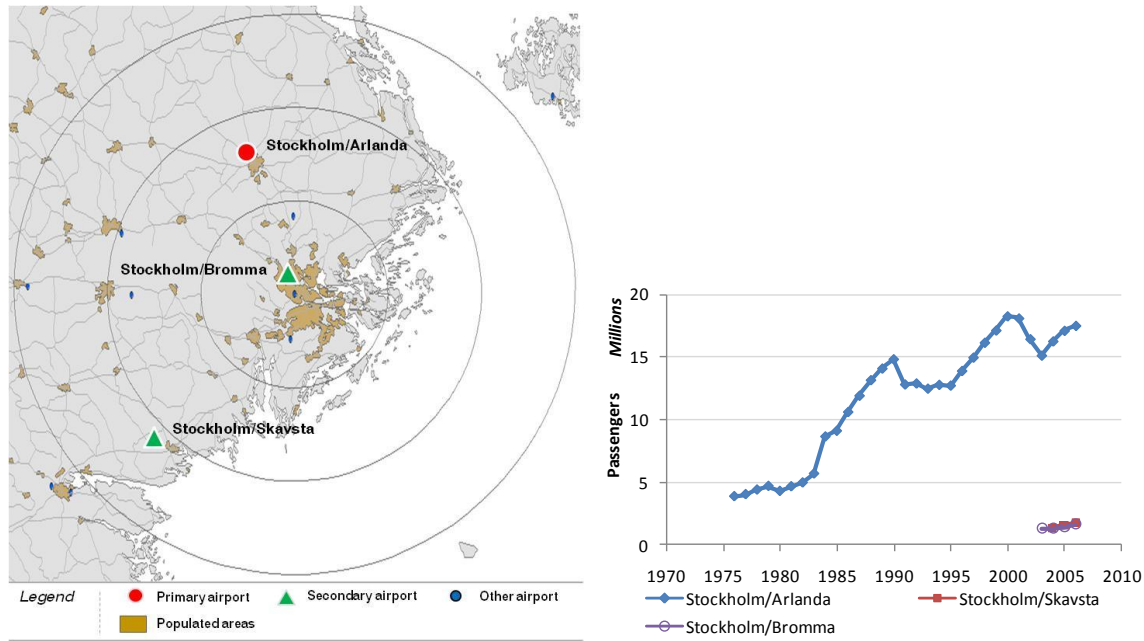 Stockholm/Arlanda
Stockholm/Bromma
Stockholm/Skavsta
Legend
Primary airport
Secondary airport
Other airport
Populated areas
Passengers Millions
20
15
10
5
0
1970 1975 1980 1985 1990 1995 2000 2005 2010
Stockholm/Arlanda
Stockholm/Skavsta
Stockholm/Bromma